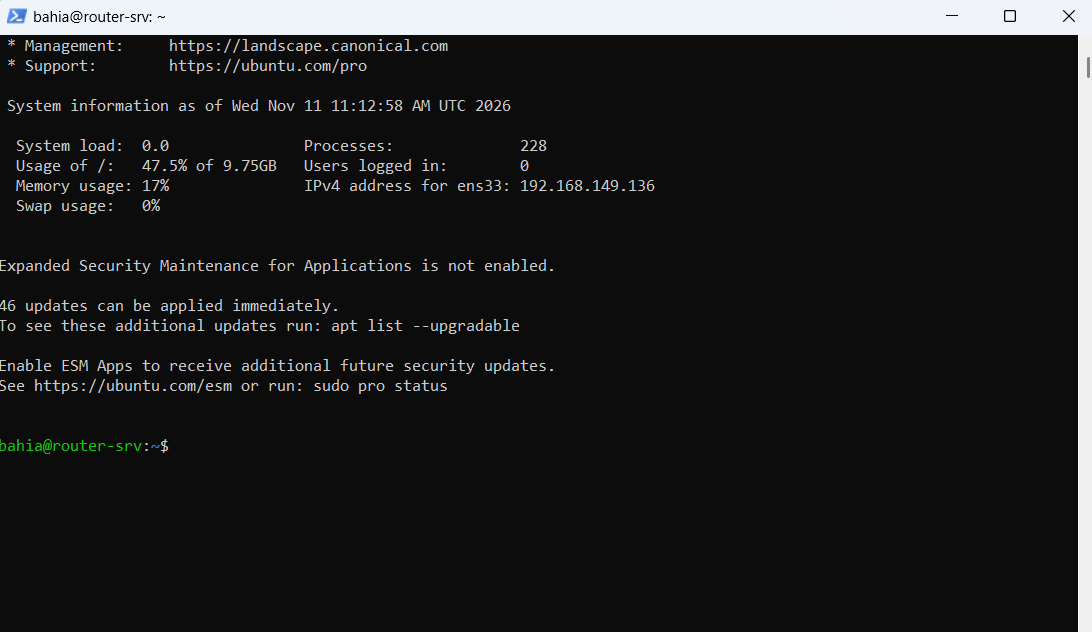 bahia@router-srv: ~
* Management:     https://landscape.canonical.com
* Support:        https://ubuntu.com/pro
System information as of Wed Nov 11 11:12:58 AM UTC 2026
System load:  0.0               Processes:              228
Usage of /:   47.5% of 9.75GB   Users logged in:        0
Memory usage: 17%               IPv4 address for ens33: 192.168.149.136
Swap usage:   0%
Expanded Security Maintenance for Applications is not enabled.
46 updates can be applied immediately.
To see these additional updates run: apt list --upgradable
Enable ESM Apps to receive additional future security updates.
See https://ubuntu.com/esm or run: sudo pro status
bahia@router-srv:~$